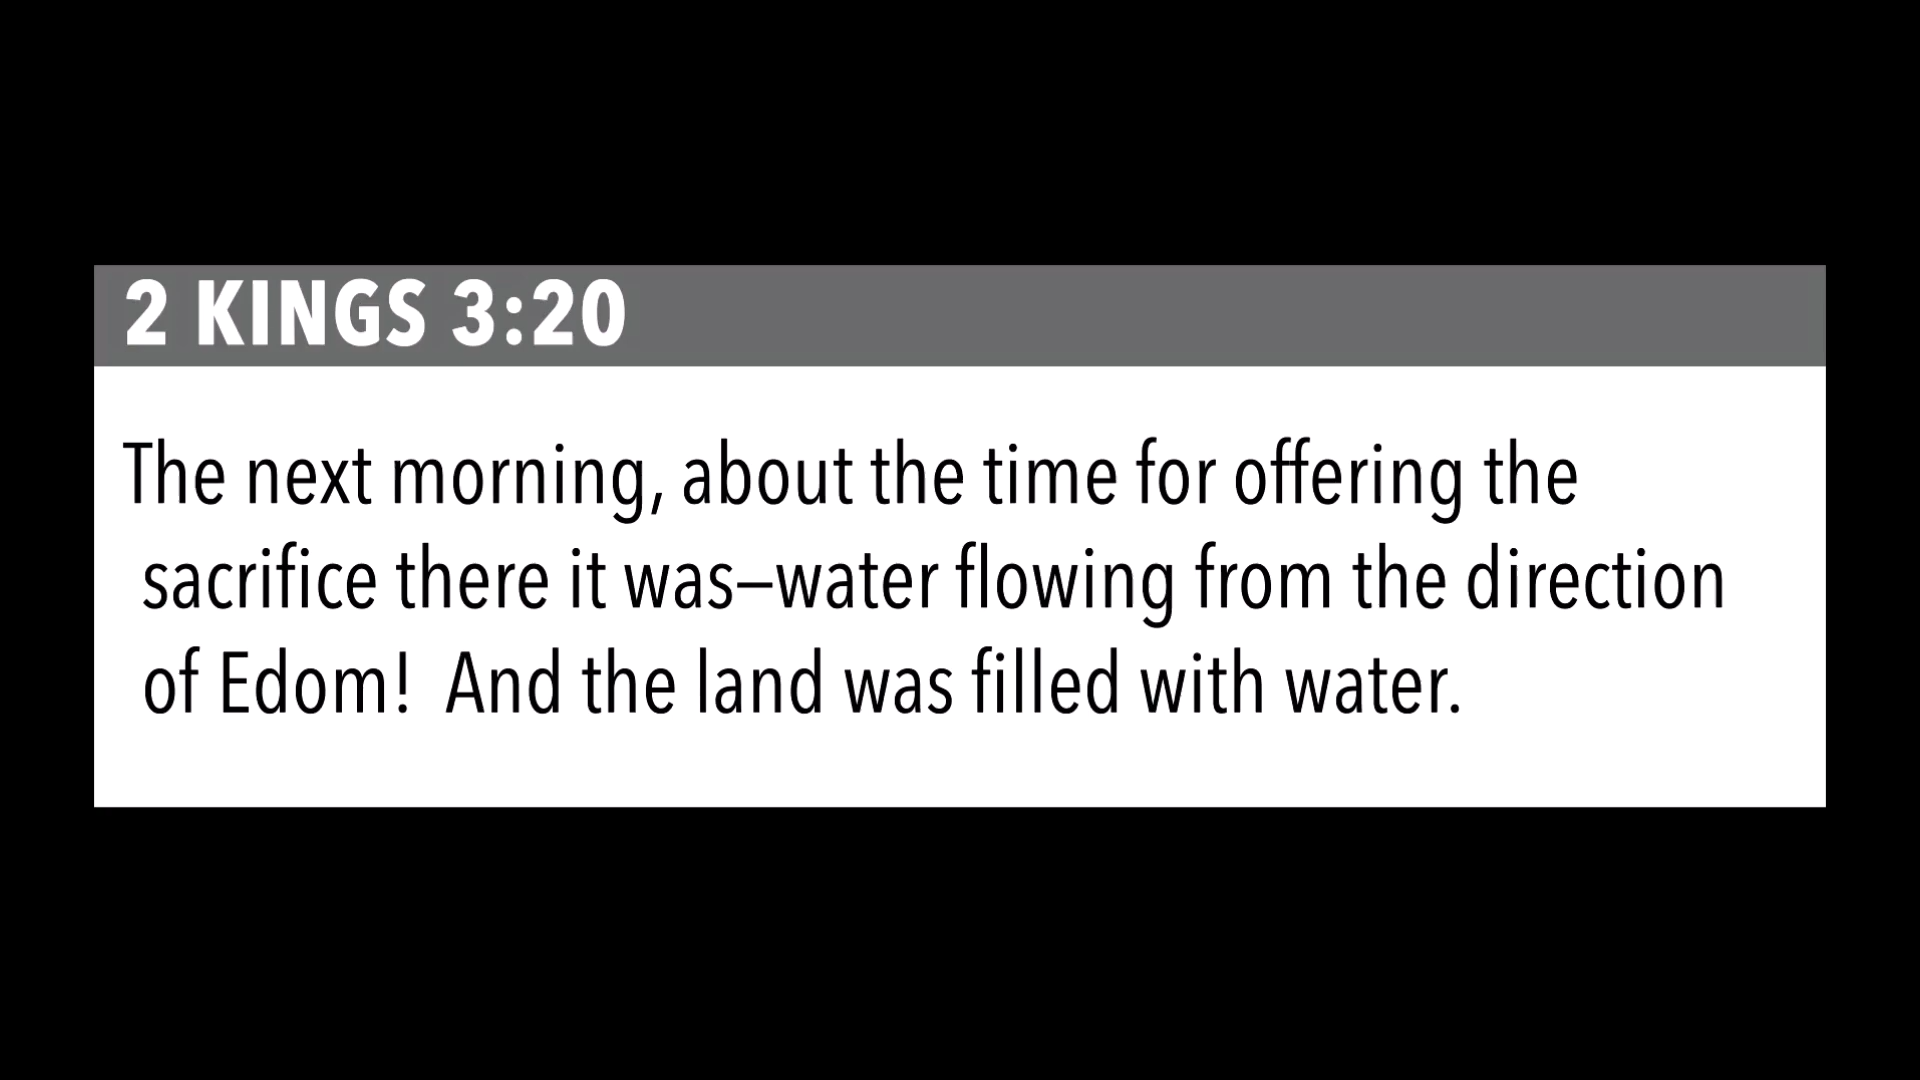 2 KINGS 3:20
The next morning, about the time for offering the
sacrifice there it was—water flowing from the direction
of Edom!  And the land was filled with water.